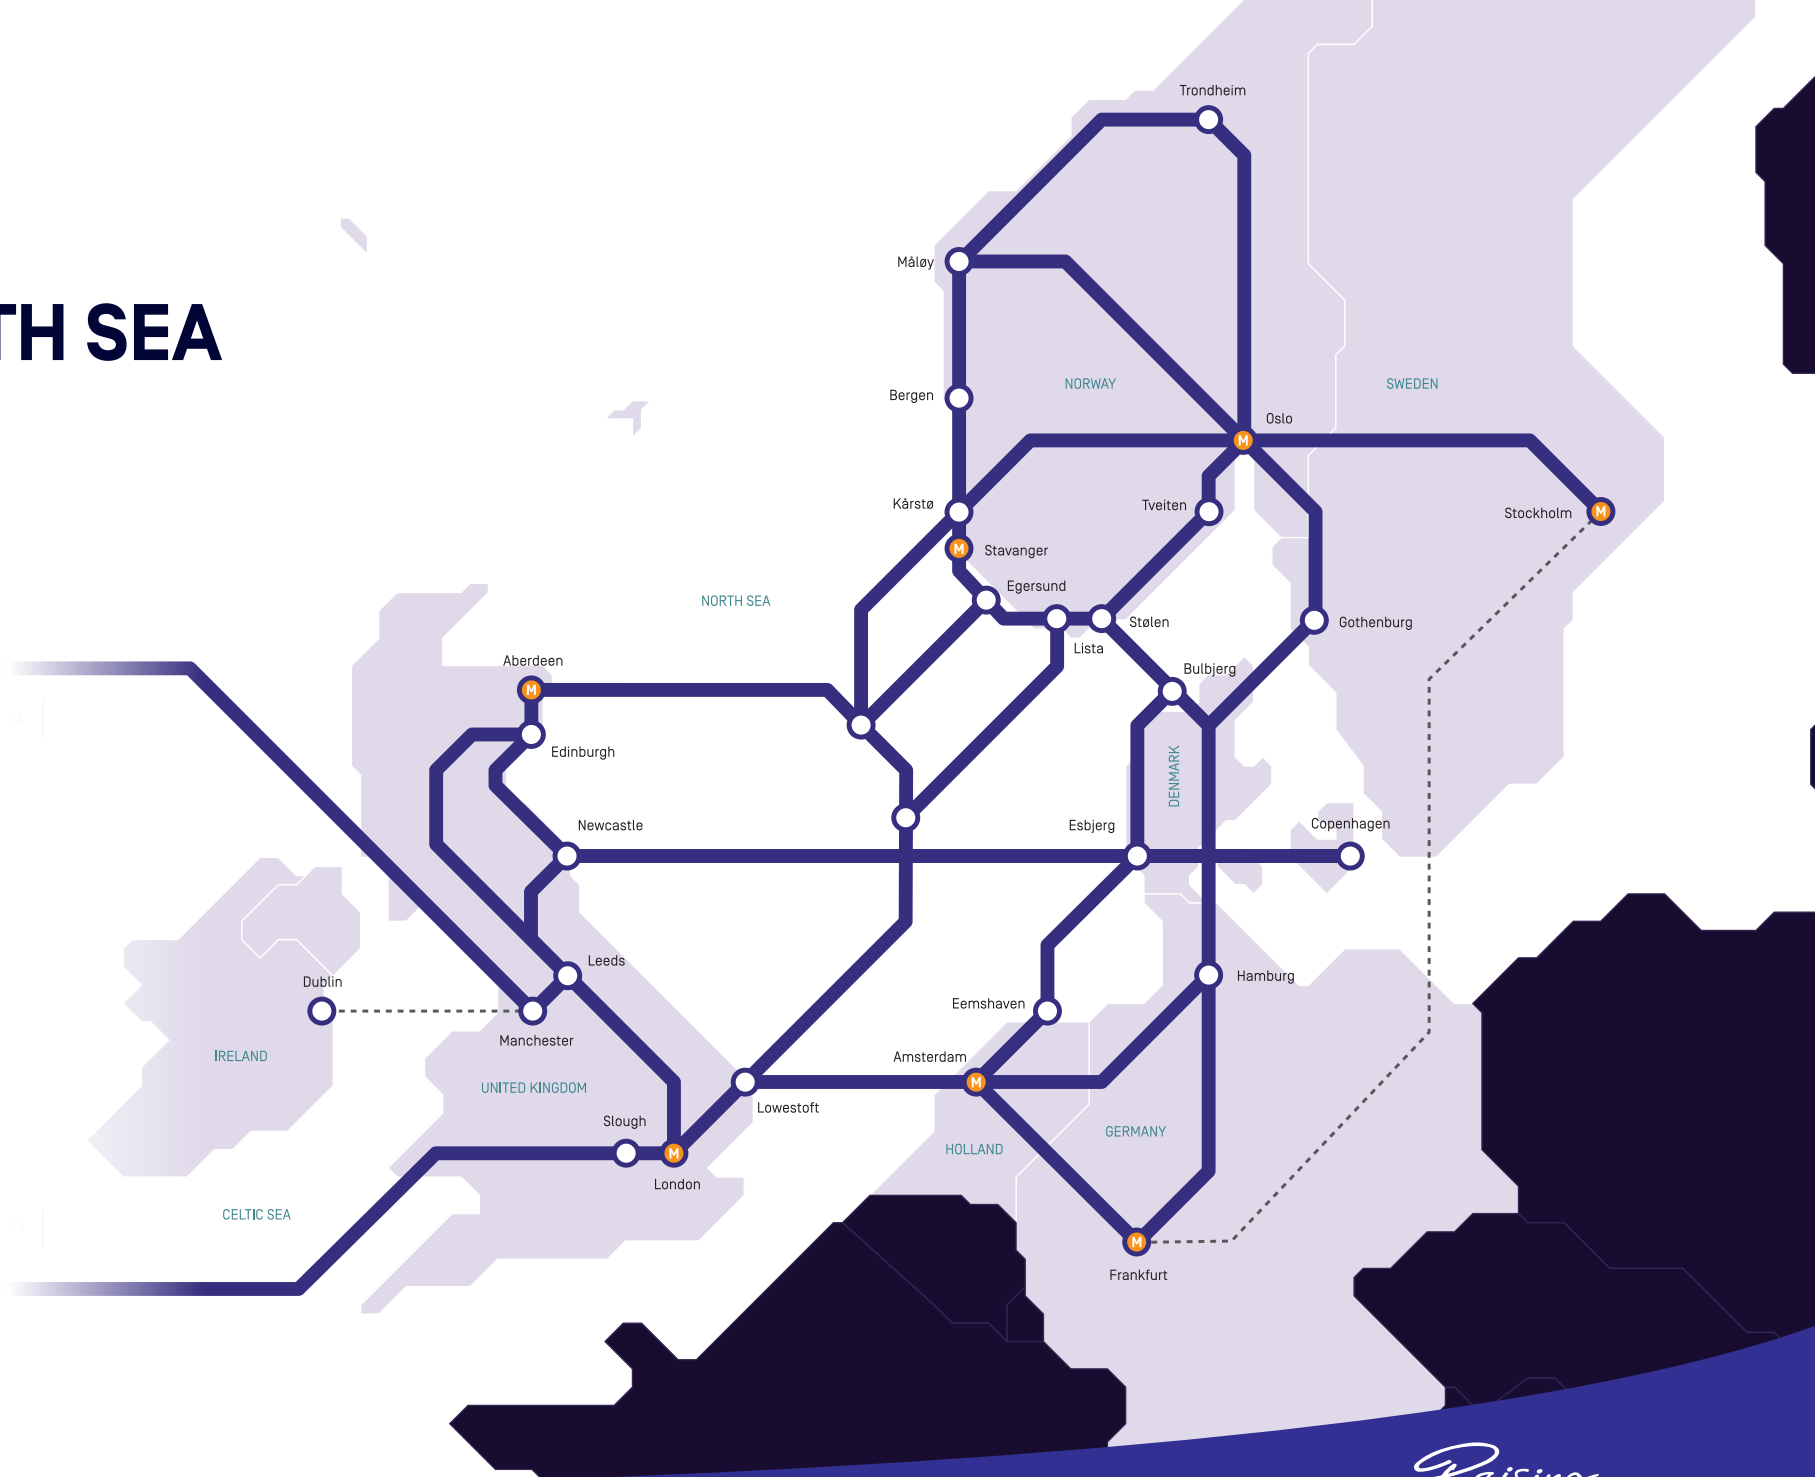 Trondheim
Måløy
TH SEA
NORWAY
SWEDEN
Bergen
Oslo
M
Kårstø
Tveiten
Stockholm
M
M
Stavanger
Egersund
NORTH SEA
Stølen
Gothenburg
Lista
Aberdeen
M
Bulbjerg
Edinburgh
DENMARK
Newcastle
Esbjerg
Copenhagen
Leeds
Dublin
Hamburg
Eemshaven
Manchester
IRELAND
Amsterdam
M
UNITED KINGDOM
Lowestoft
Slough
GERMANY
HOLLAND
M
London
CELTIC SEA
M
Frankfurt
Raising